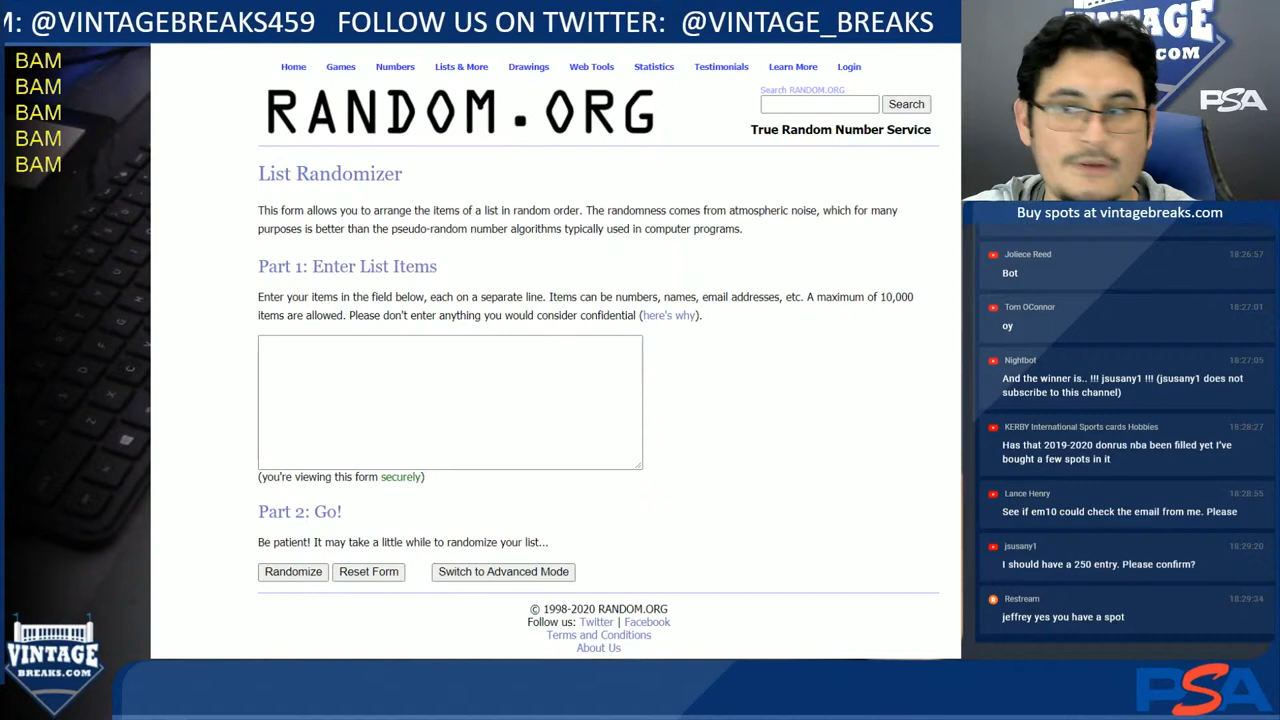 M: @VINTAGEBREAKS459   FOLLOW US ON TWITTER:  @VINTAGE_BREAKS
BAM
BAM
BAM
BAM
BAM
Home Games Numbers Lists & More Drawings Web Tools Statistics Testimonials Learn More Login
RANDOM.ORG
Search RANDOM.ORG
Search
True Random Number Service
List Randomizer
This form allows you to arrange the items of a list in random order. The randomness comes from atmospheric noise, which for many
purposes is better than the pseudo-random number algorithms typically used in computer programs.
Part 1: Enter List Items
Enter your items in the field below, each on a separate line. Items can be numbers, names, email addresses, etc. A maximum of 10,000
items are allowed. Please don't enter anything you would consider confidential (here's why).
(you're viewing this form securely)
Part 2: Go!
Be patient! It may take a little while to randomize your list...
Randomize Reset Form Switch to Advanced Mode
© 1998-2020 RANDOM.ORG
Follow us: Twitter | Facebook
Terms and Conditions
About Us
VINTAGE
.COM
PSA
Buy spots at vintagebreaks.com
Joliece Reed 18:26:57
Bot
Tom OConnor 18:27:01
oy
Nightbot 18:27:05
And the winner is.. !!! jsusany1 !!! (jsusany1 does not
subscribe to this channel)
KERBY International Sports cards Hobbies 18:28:27
Has that 2019-2020 donrus nba been filled yet I've
bought a few spots in it
Lance Henry 18:28:55
See if em10 could check the email from me. Please
jsusany1 18:29:20
I should have a 250 entry. Please confirm?
Restream 18:29:34
jeffrey yes you have a spot
VINTAGE
BREAKS.COM
PSA